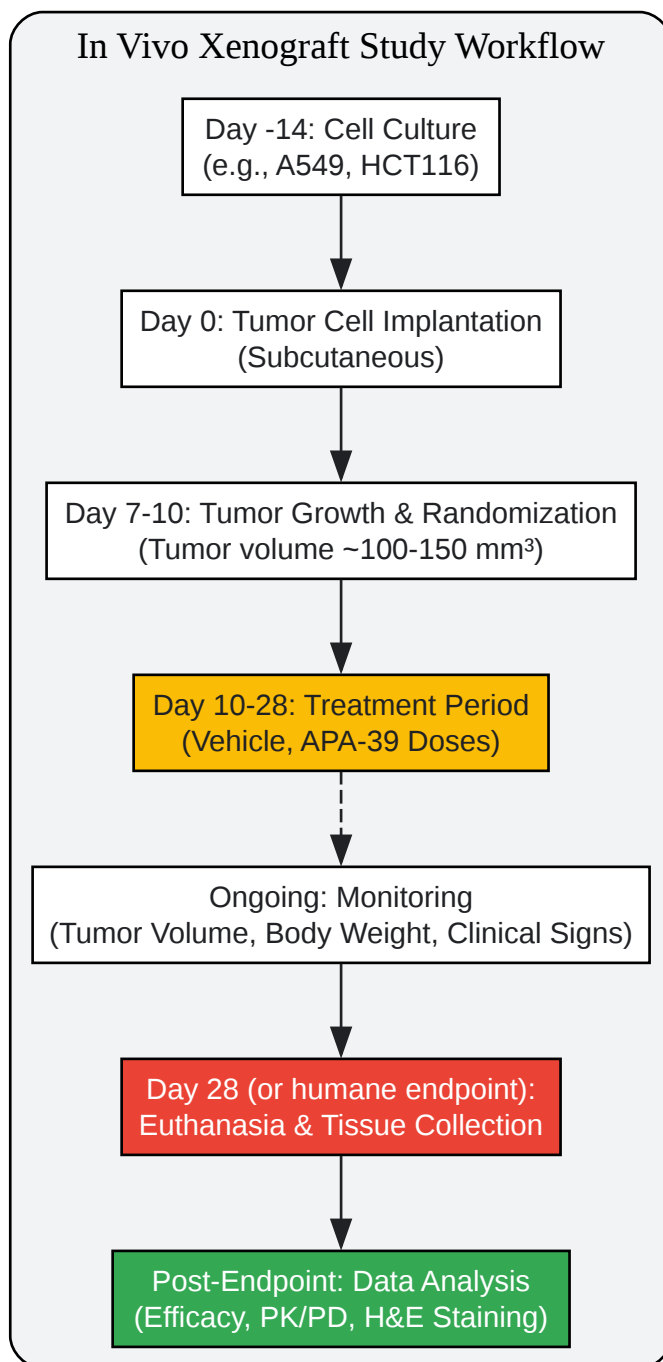 In Vivo Xenograft Study Workflow
Day -14: Cell Culture
(e.g., A549, HCT116)
Day 0: Tumor Cell Implantation
(Subcutaneous)
Day 7-10: Tumor Growth & Randomization
(Tumor volume ~100-150 mm³)
Day 10-28: Treatment Period
(Vehicle, APA-39 Doses)
Ongoing: Monitoring
(Tumor Volume, Body Weight, Clinical Signs)
Day 28 (or humane endpoint):
Euthanasia & Tissue Collection
Post-Endpoint: Data Analysis
(Efficacy, PK/PD, H&E Staining)